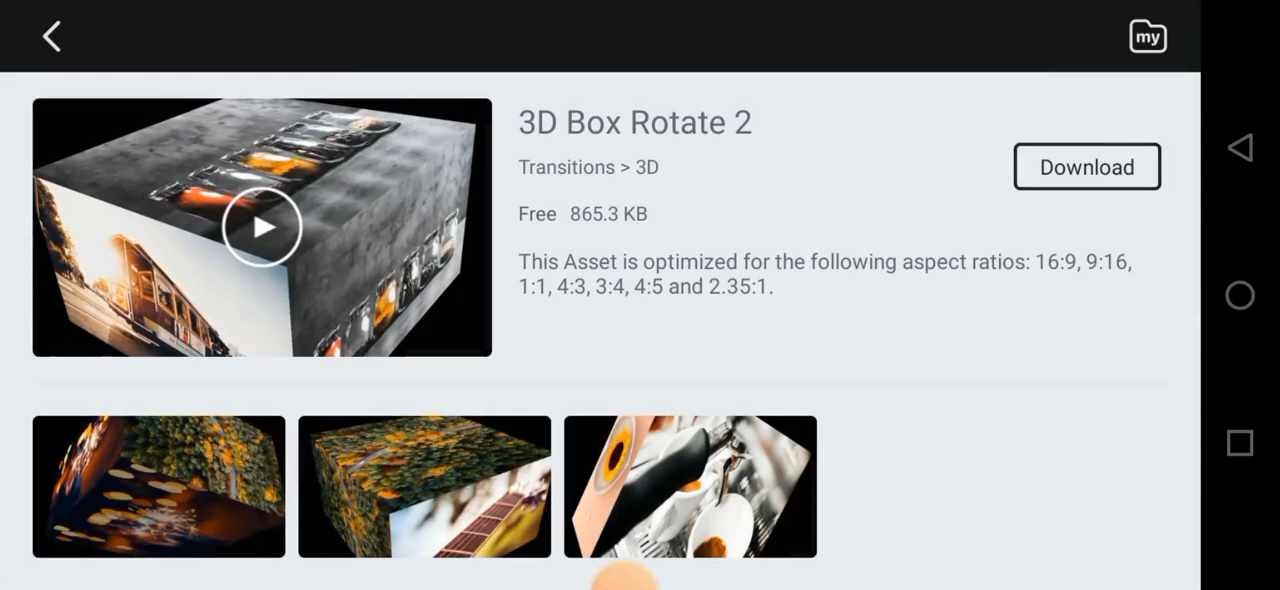 my
3D Box Rotate 2
Transitions > 3D
Download
Free 865.3 KB
This Asset is optimized for the following aspect ratios: 16:9, 9:16,
1:1, 4:3, 3:4, 4:5 and 2.35:1.